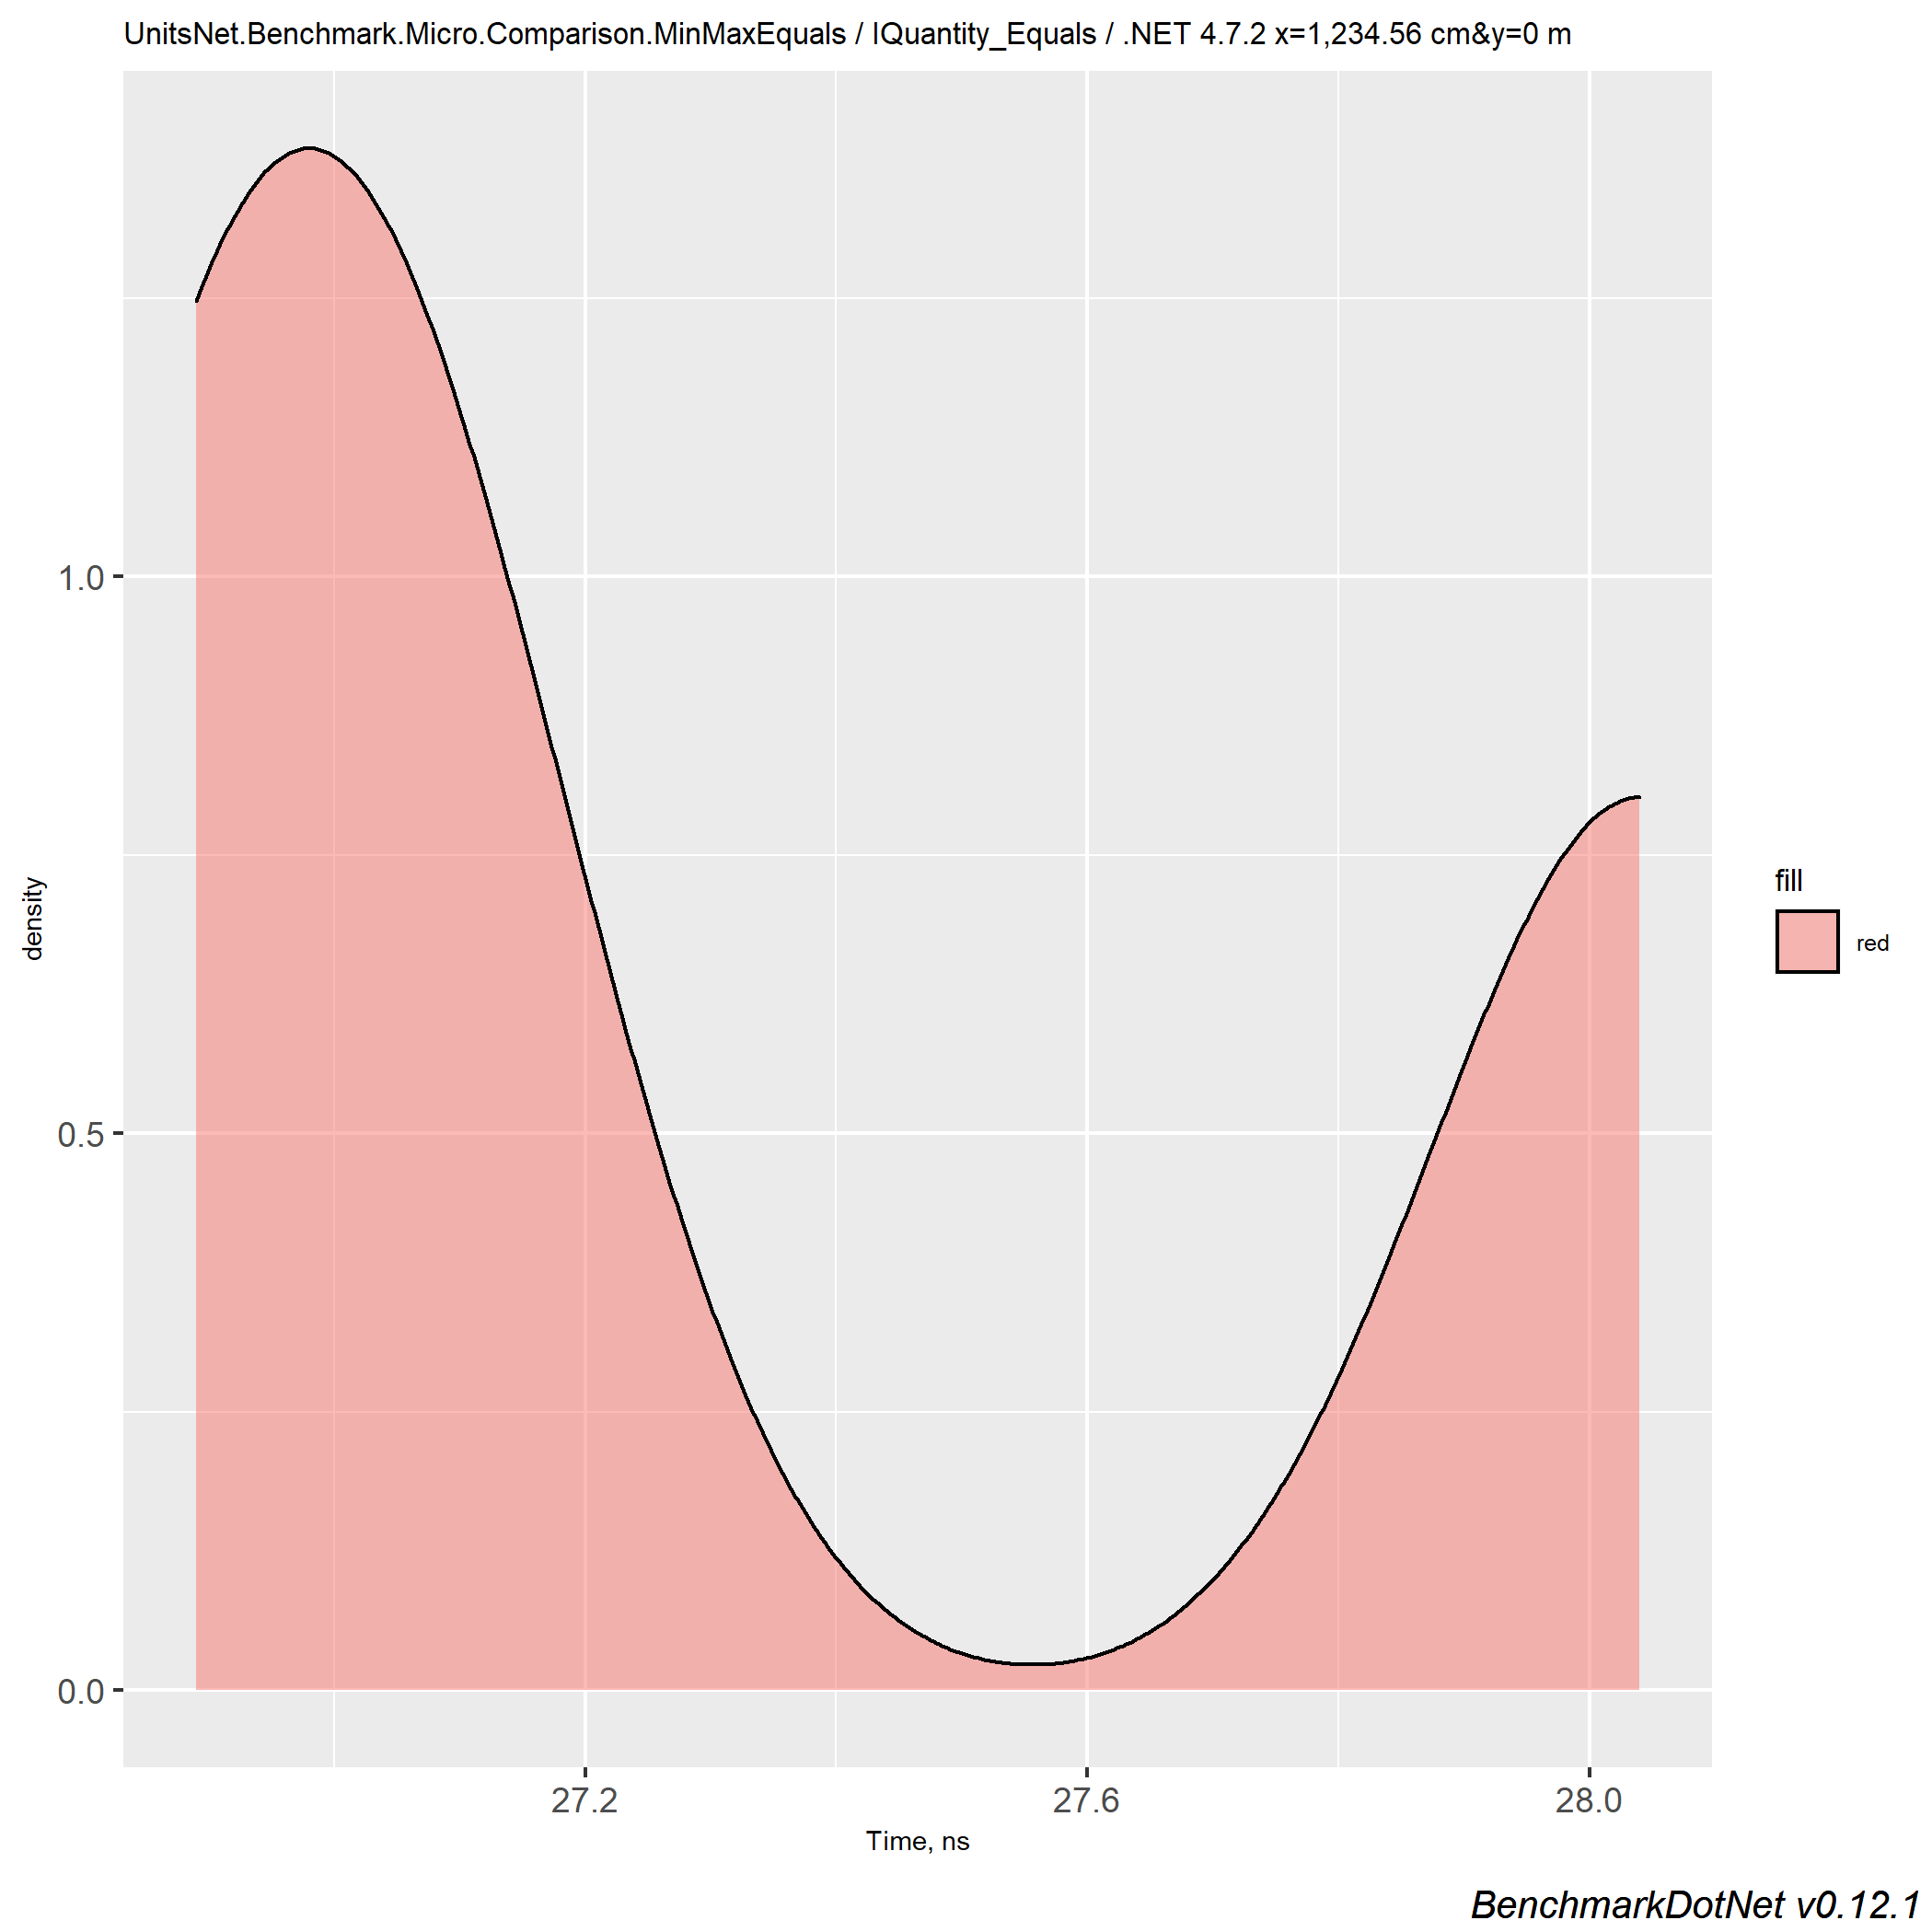 UnitsNet.Benchmark.Micro.Comparison.MinMaxEquals / IQuantity_Equals / .NET 4.7.2 x=1,234.56 cm&y=0 m
1.0
0.5
0.0
density
27.2 27.6 28.0
Time, ns
fill
red
BenchmarkDotNet v0.12.1